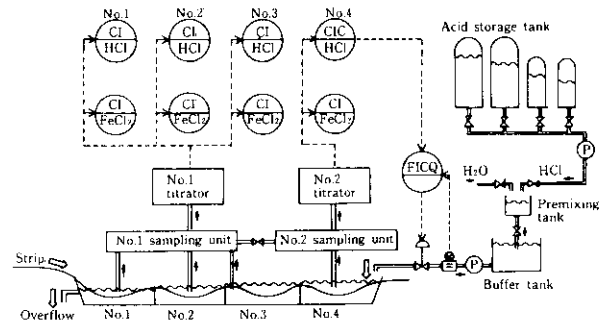 No.1 No.2 No.3 No.4
CI CI CI CIC
HCl HCl HCl HCl
CI CI CI CI
FeCl₂ FeCl₂ FeCl₂ FeCl₂
Acid storage tank
P
No.1 titrator
No.2 titrator
FICQ
H₂O HCl
Premixing tank
No.1 sampling unit No.2 sampling unit
Strip
P
Buffer tank
Overflow
No.1 No.2 No.3 No.4